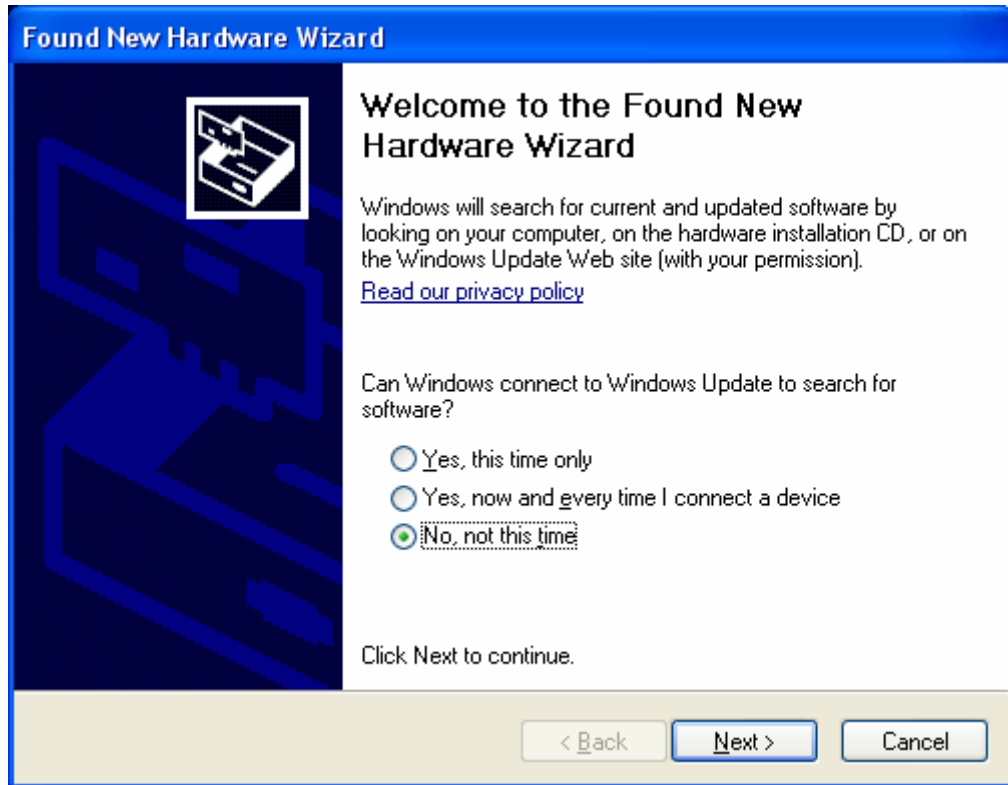 Found New Hardware Wizard
Welcome to the Found New
Hardware Wizard
Windows will search for current and updated software by
looking on your computer, on the hardware installation CD, or on
the Windows Update Web site (with your permission).
Read our privacy policy
Can Windows connect to Windows Update to search for
software?
Yes, this time only
Yes, now and every time I connect a device
No, not this time
Click Next to continue.
< Back
Next >
Cancel